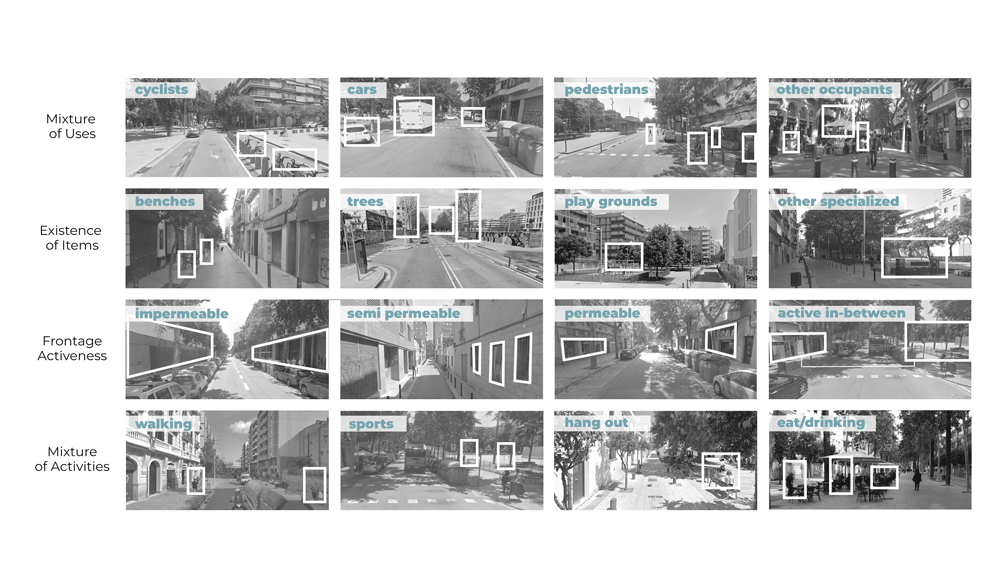 cyclists
cars
pedestrians
other occupants
Mixture
of Uses
benches
trees
play grounds
other specialized
Existence
of Items
impermeable
semi permeable
permeable
active in-between
Frontage
Activeness
walking
sports
hang out
eat/drinking
Mixture
of Activities